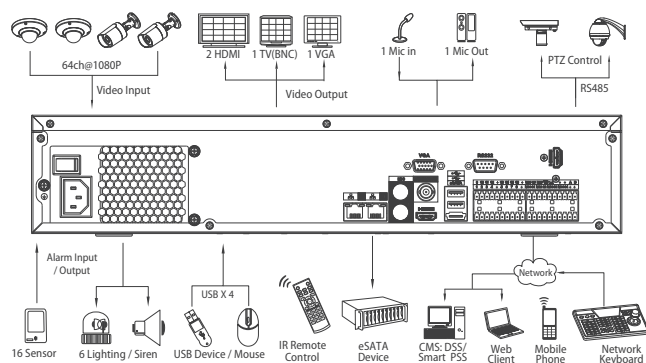 2 HDMI
1 TV(BNC)
1 VGA
1 Mic in
1 Mic Out
PTZ Control
64ch@1080P
Video Input
Video Output
RS485
VGA
RS232
Alarm Input
/ Output
USB X 4
Network
16 Sensor
6 Lighting / Siren
USB Device / Mouse
IR Remote
Control
eSATA
Device
CMS: DSS/
Smart PSS
Web
Client
Mobile
Phone
Network
Keyboard